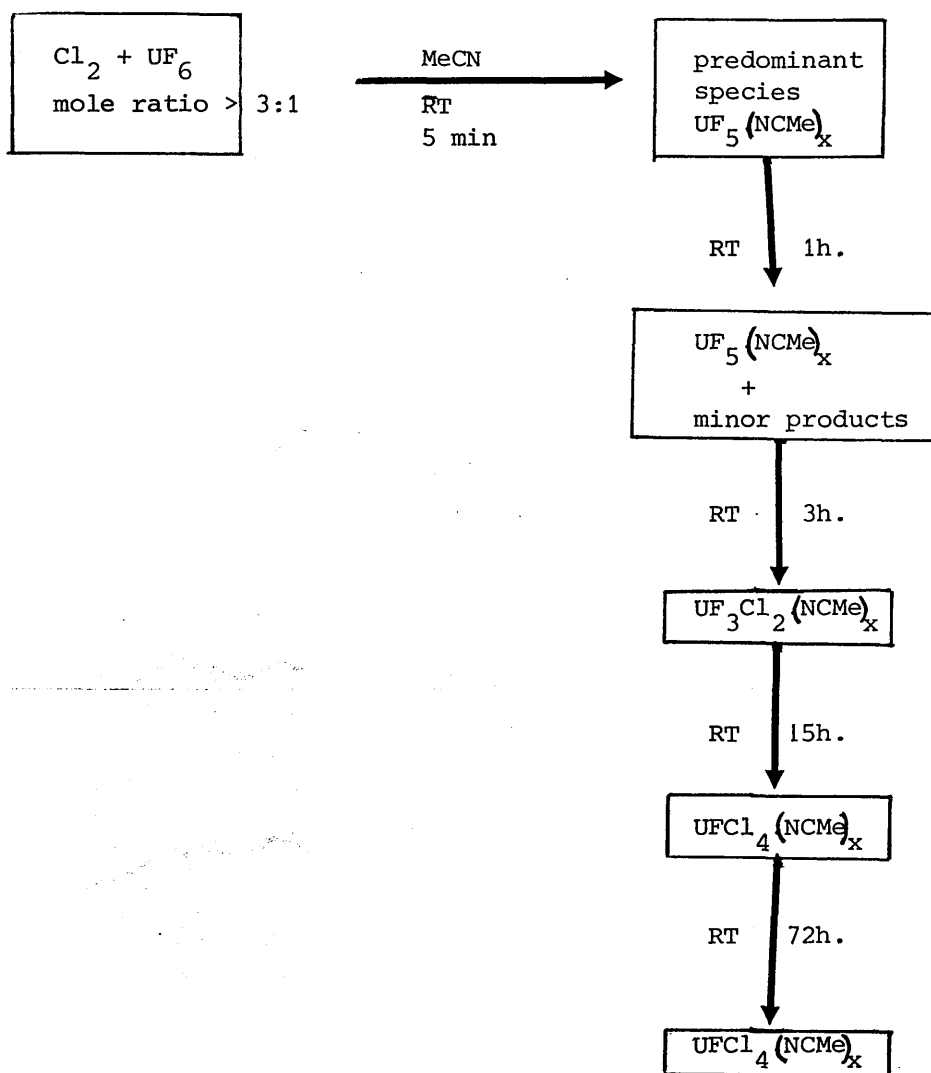 Cl2 + UF6
mole ratio > 3:1
MeCN
RT
5 min
predominant
species
UF5(NCMe)x
RT 1h.
UF5(NCMe)x
+
minor products
RT 3h.
UF3Cl2(NCMe)x
RT 15h.
UFCl4(NCMe)x
RT 72h.
UFCl4(NCMe)x